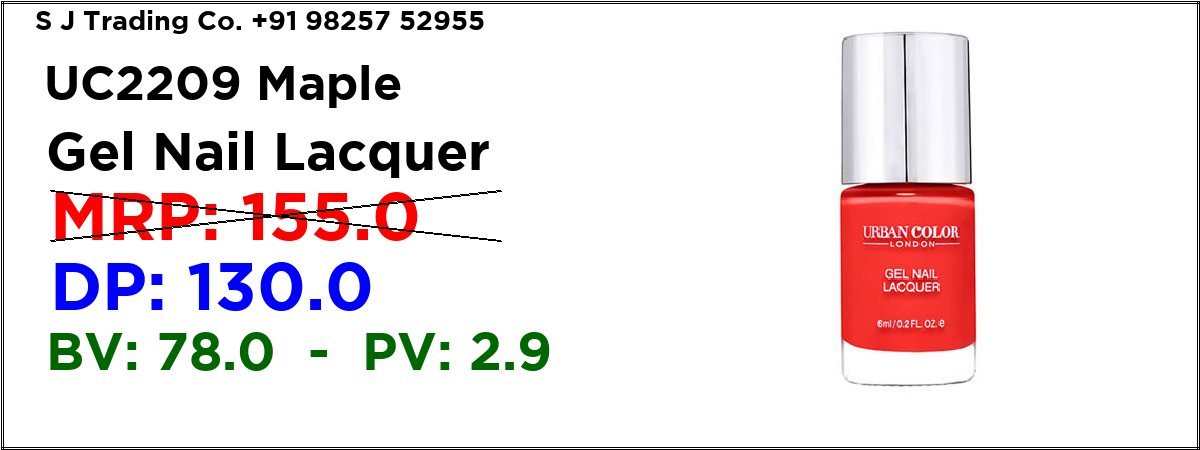 S J Trading Co. +91 98257 52955
UC2209 Maple
Gel Nail Lacquer
MRP: 155.0
DP: 130.0
BV: 78.0 - PV: 2.9
URBAN COLOR
LONDON
GEL NAIL
LACQUER
6ml/0.2 FL. OZ. e